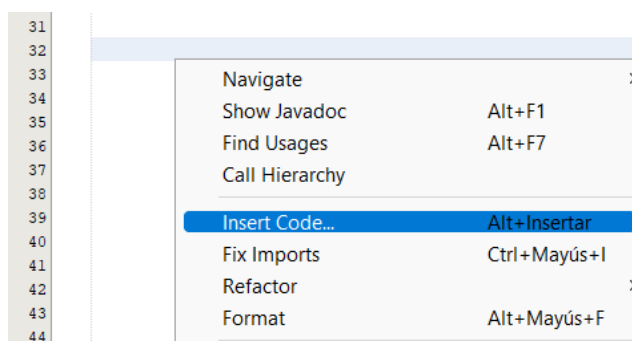 31
32
33
34
35
36
37
38
39
40
41
42
43
44
Navigate
Show Javadoc Alt+F1
Find Usages Alt+F7
Call Hierarchy
Insert Code... Alt+Insertar
Fix Imports Ctrl+Mayús+I
Refactor
Format Alt+Mayús+F